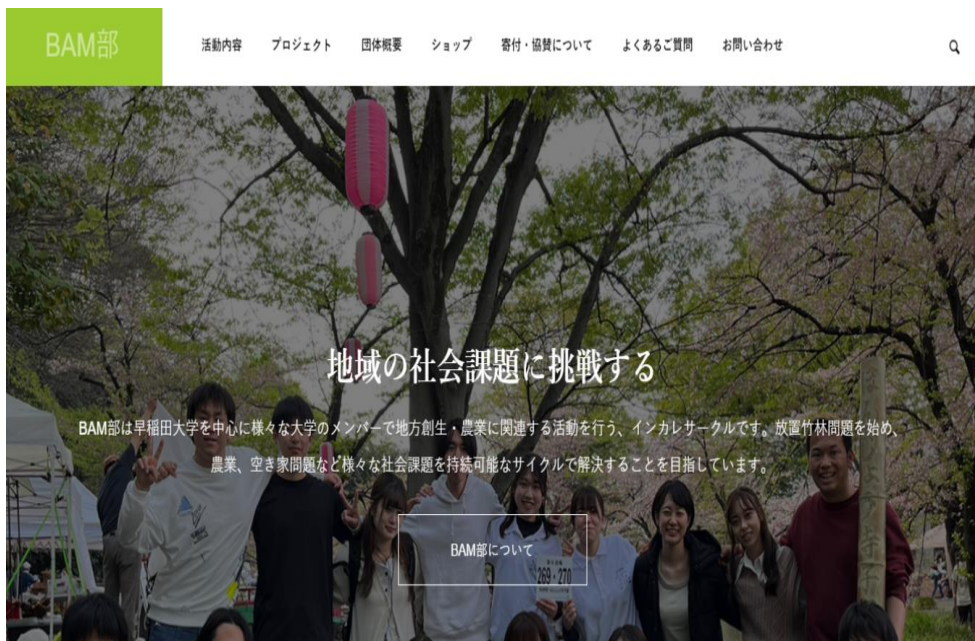 BAM部
活動内容 プロジェクト 団体概要 ショップ 寄付・協賛について よくあるご質問 お問い合わせ
地域の社会課題に挑戦する
BAM部は早稲田大学を中心に様々な大学のメンバーで地方創生・農業に関連する活動を行う、インカレサークルです。放置竹林問題を始め、
農業、空き家問題など様々な社会課題を持続可能なサイクルで解決することを目指しています。
BAM部について
269・270